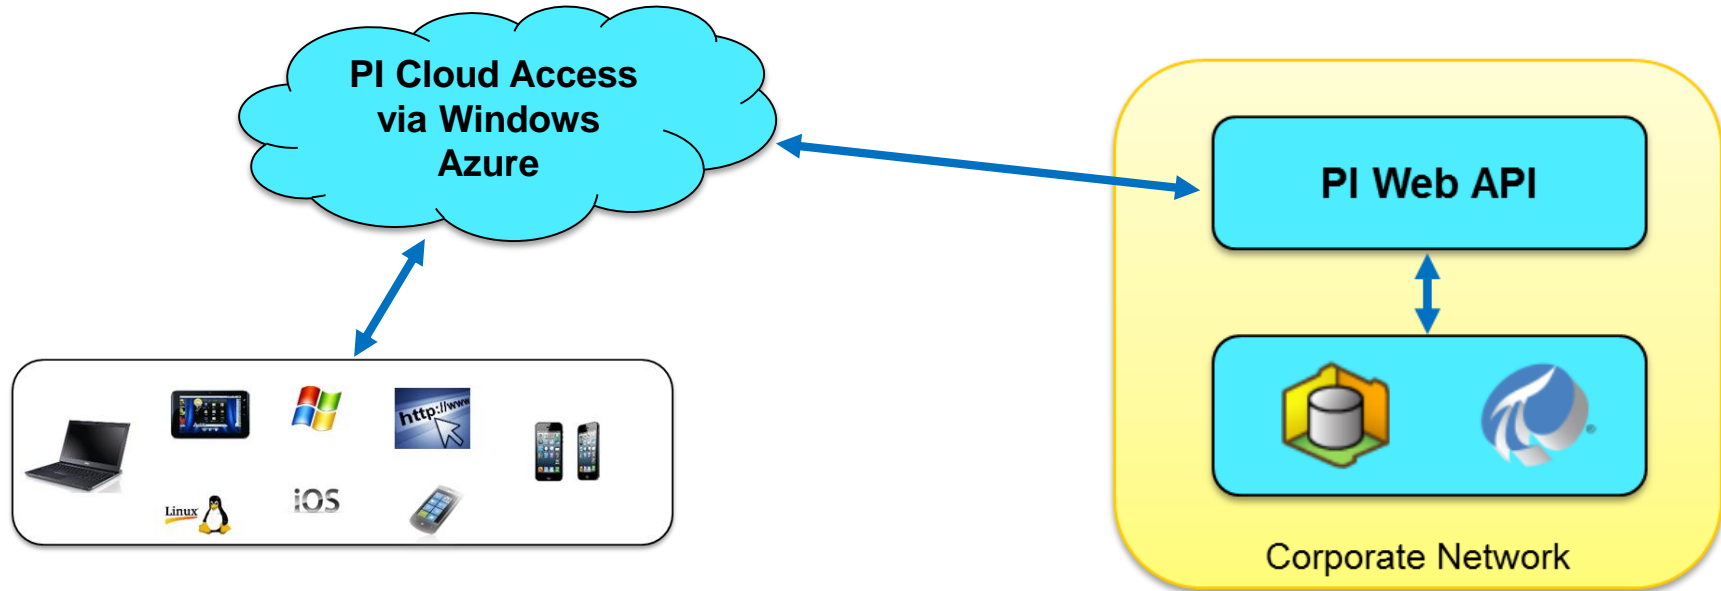 PI Cloud Access
via Windows
Azure
PI Web API
http://www
Linux
iOS
®
Corporate Network